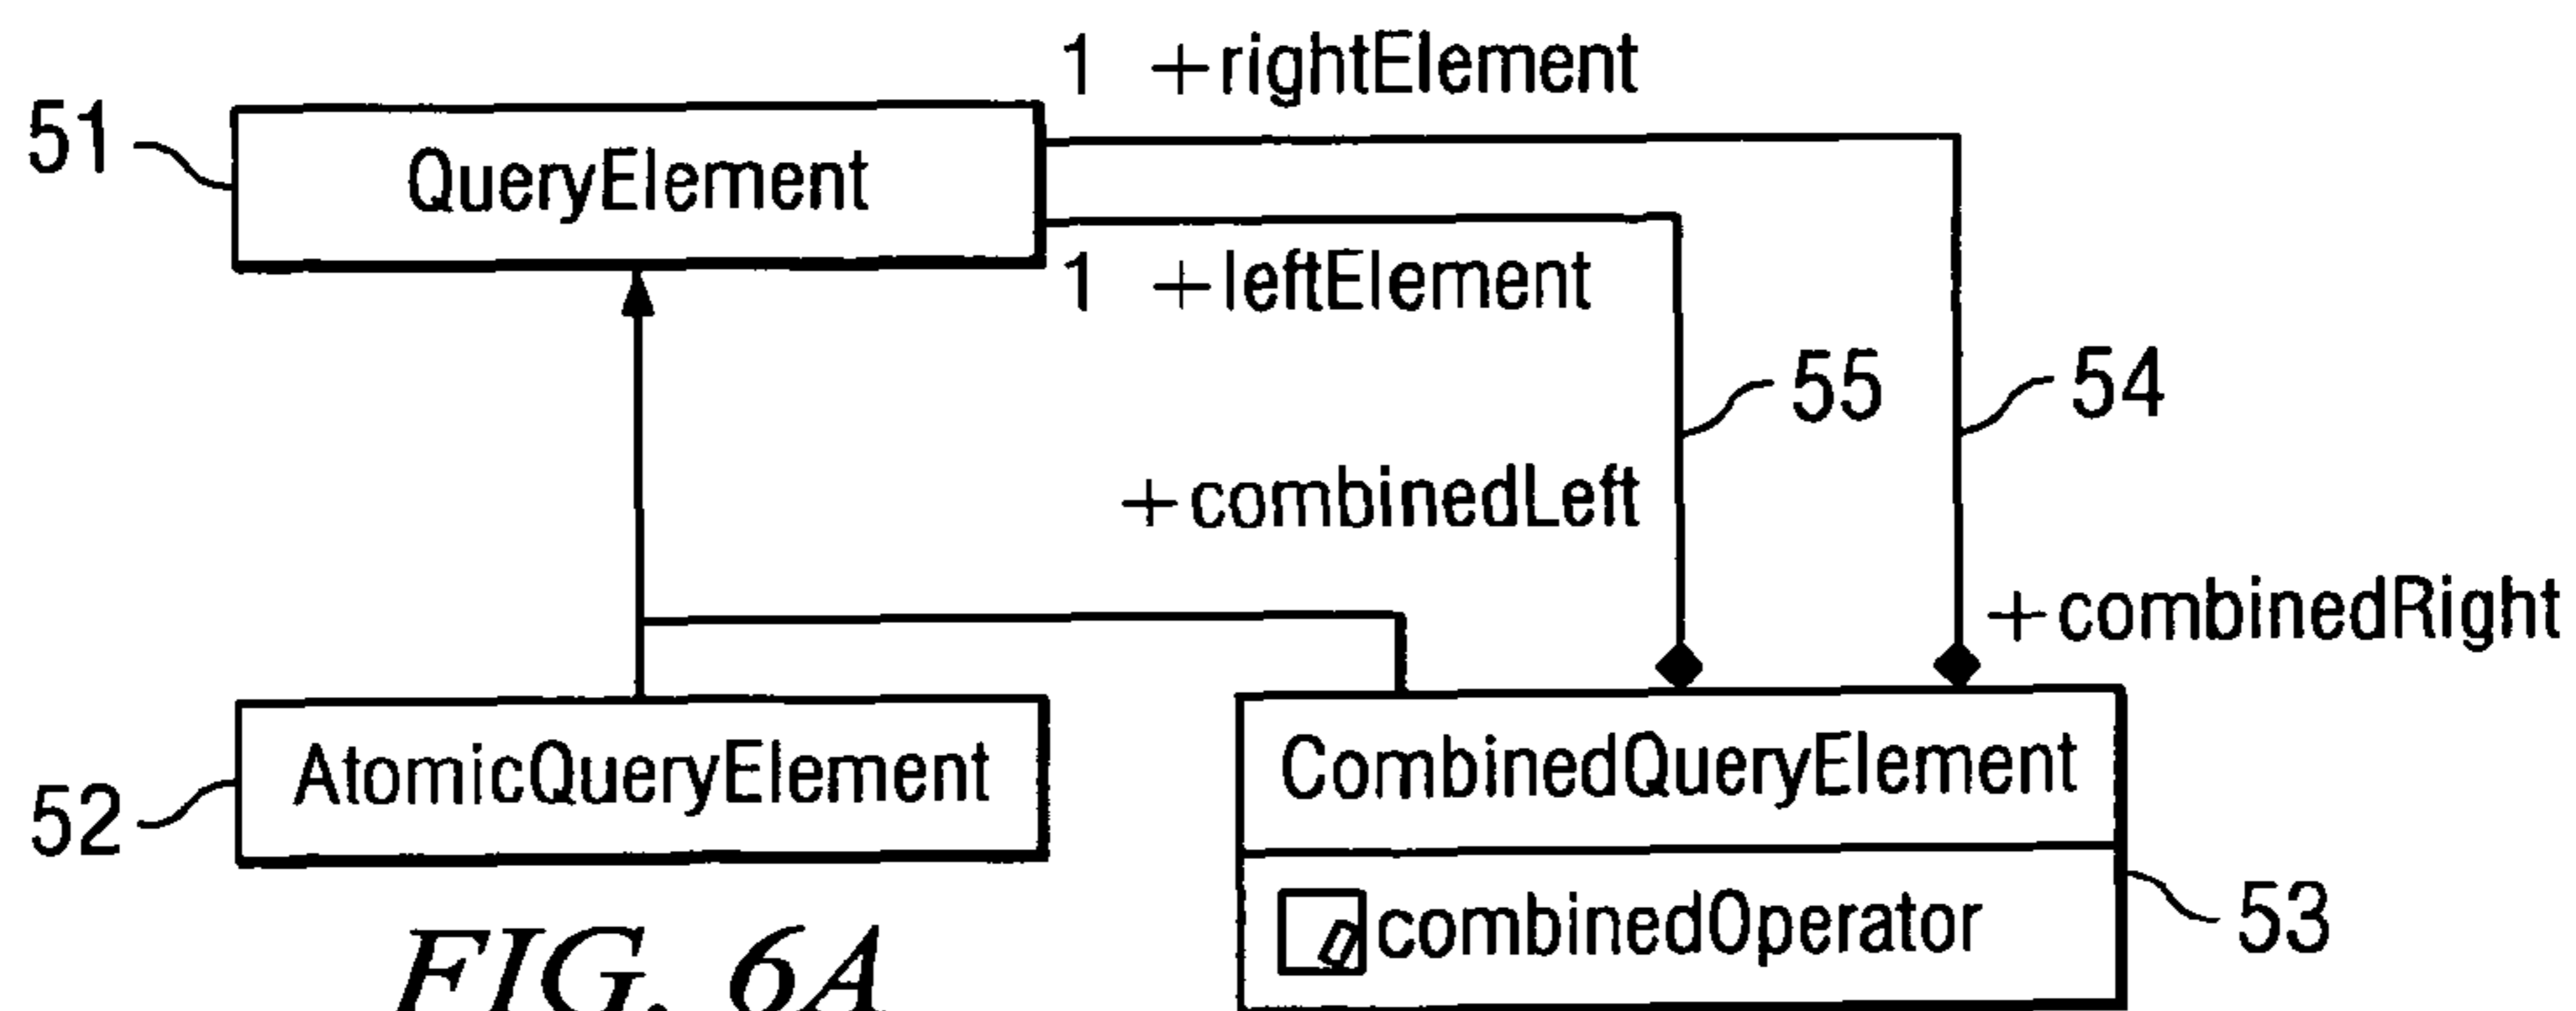 1 +rightElement
51
QueryElement
1 +leftElement
55
54
+combinedLeft
+combinedRight
52
AtomicQueryElement
CombinedQueryElement
combinedOperator
53
FIG. 6A